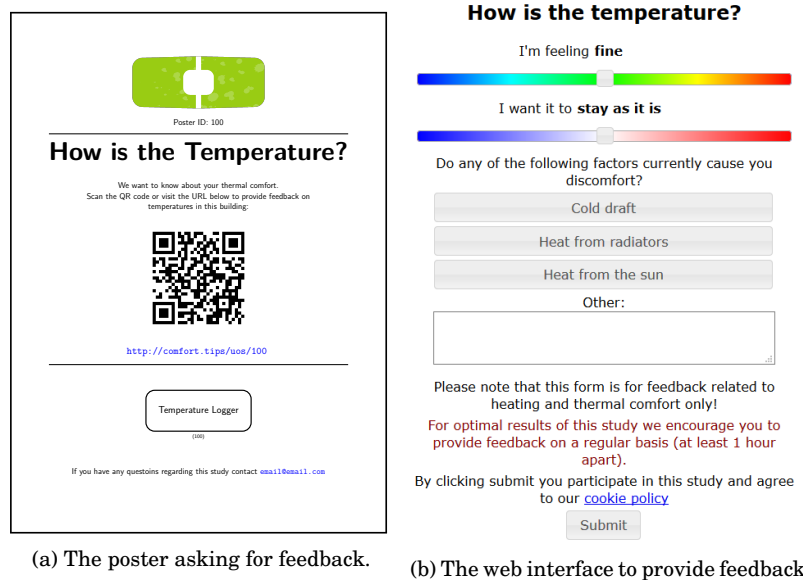 Poster ID: 100
How is the Temperature?
We want to know about your thermal comfort.
Scan the QR code or visit the URL below to provide feedback on
temperatures in this building:
http://comfort.tips/uos/100
Temperature Logger
(100)
If you have any questoins regarding this study contact email@email.com
(a) The poster asking for feedback.
How is the temperature?
I'm feeling fine
I want it to stay as it is
Do any of the following factors currently cause you
discomfort?
Cold draft
Heat from radiators
Heat from the sun
Other:
Please note that this form is for feedback related to
heating and thermal comfort only!
For optimal results of this study we encourage you to
provide feedback on a regular basis (at least 1 hour
apart).
By clicking submit you participate in this study and agree
to our cookie policy
Submit
(b) The web interface to provide feedback